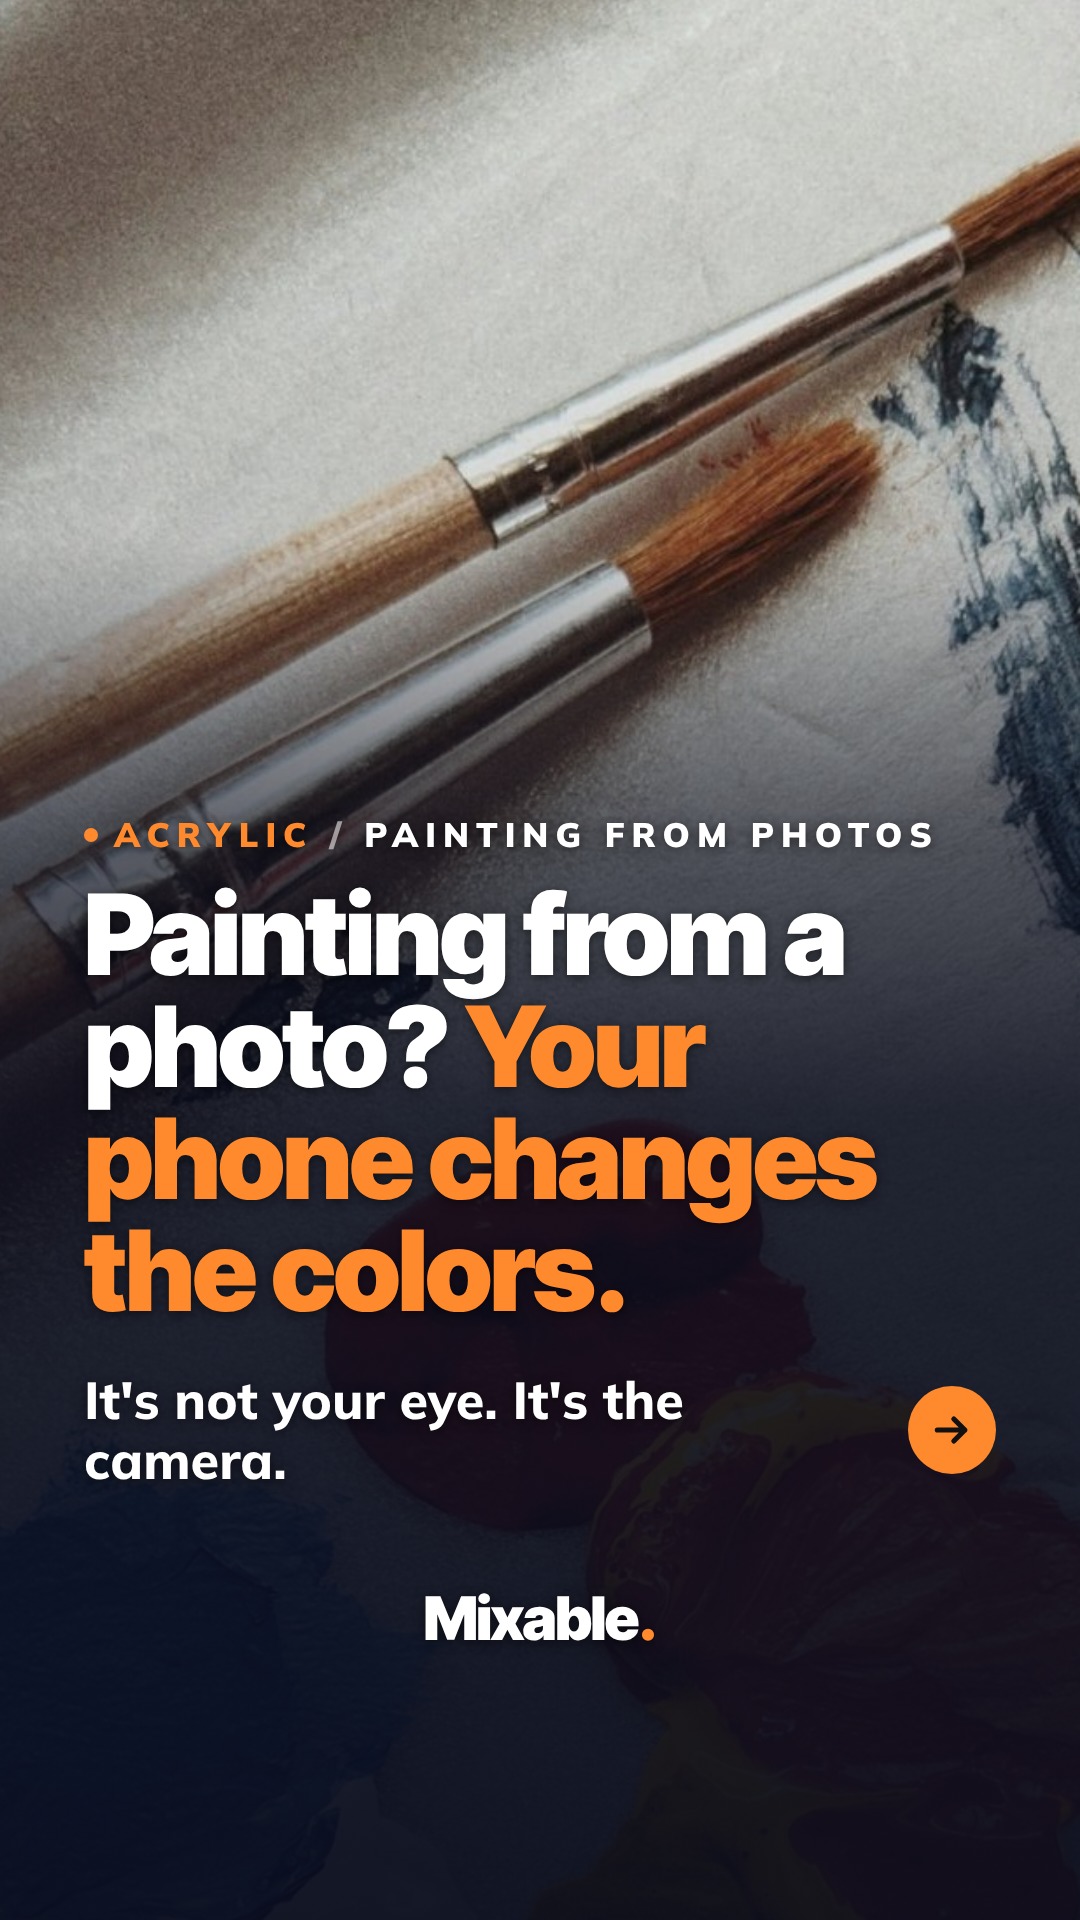 • ACRYLIC / PAINTING FROM PHOTOS
Painting from a
photo? Your
phone changes
the colors.
It's not your eye. It's the
camera.
Mixable.